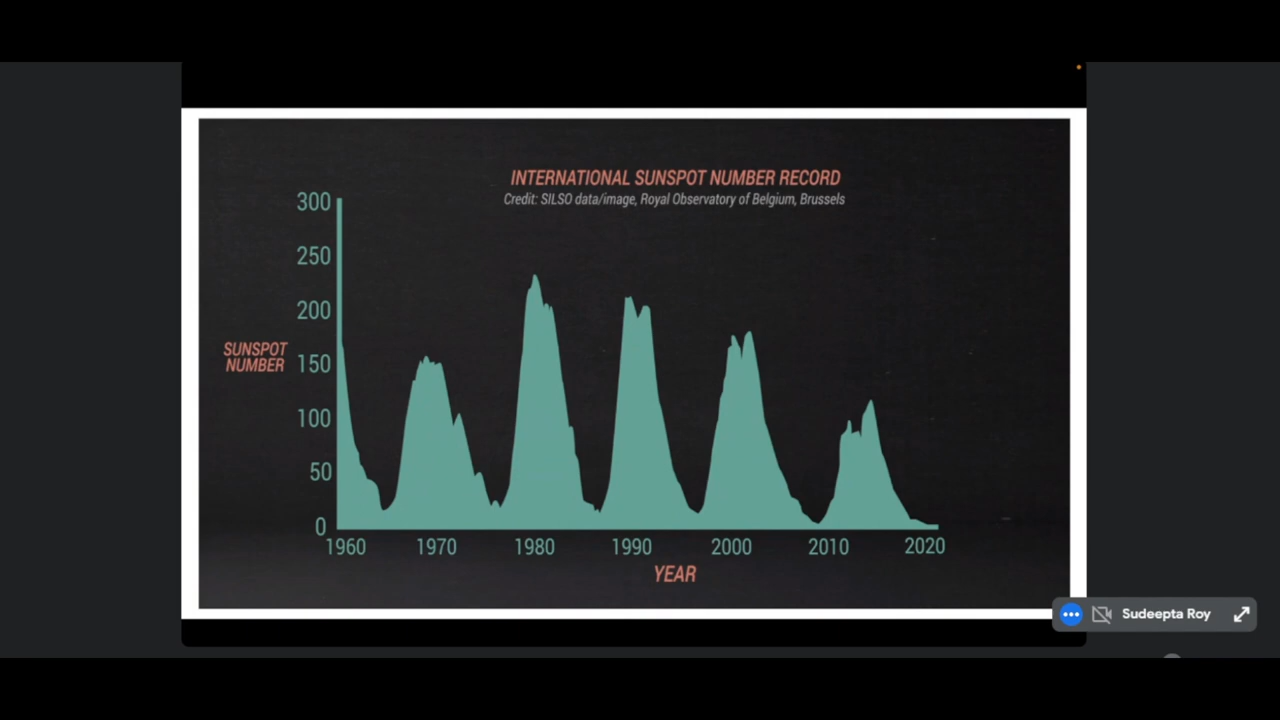 INTERNATIONAL SUNSPOT NUMBER RECORD
Credit: SILSO data/image, Royal Observatory of Belgium, Brussels
300
250
200
SUNSPOT
NUMBER
150
100
50
0
1960 1970 1980 1990 2000 2010 2020
YEAR
Sudeepta Roy